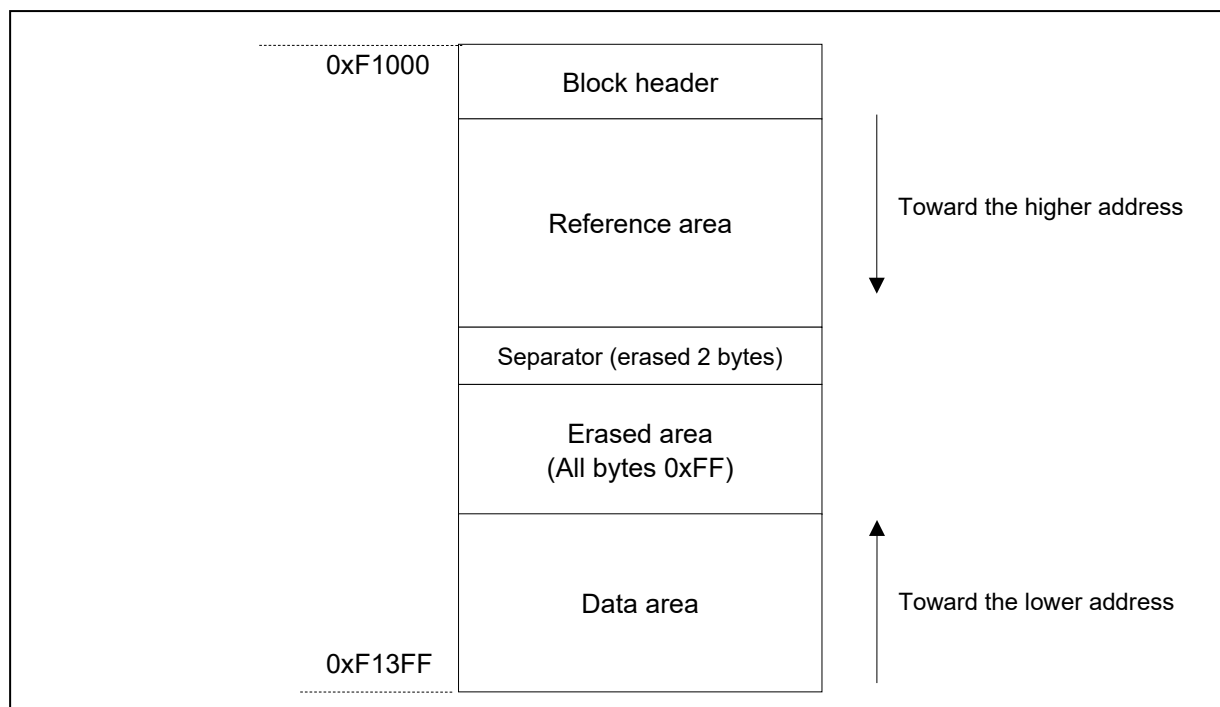 0xF1000
Block header
Reference area
Toward the higher address
Separator (erased 2 bytes)
Erased area
(All bytes 0xFF)
Data area
Toward the lower address
0xF13FF